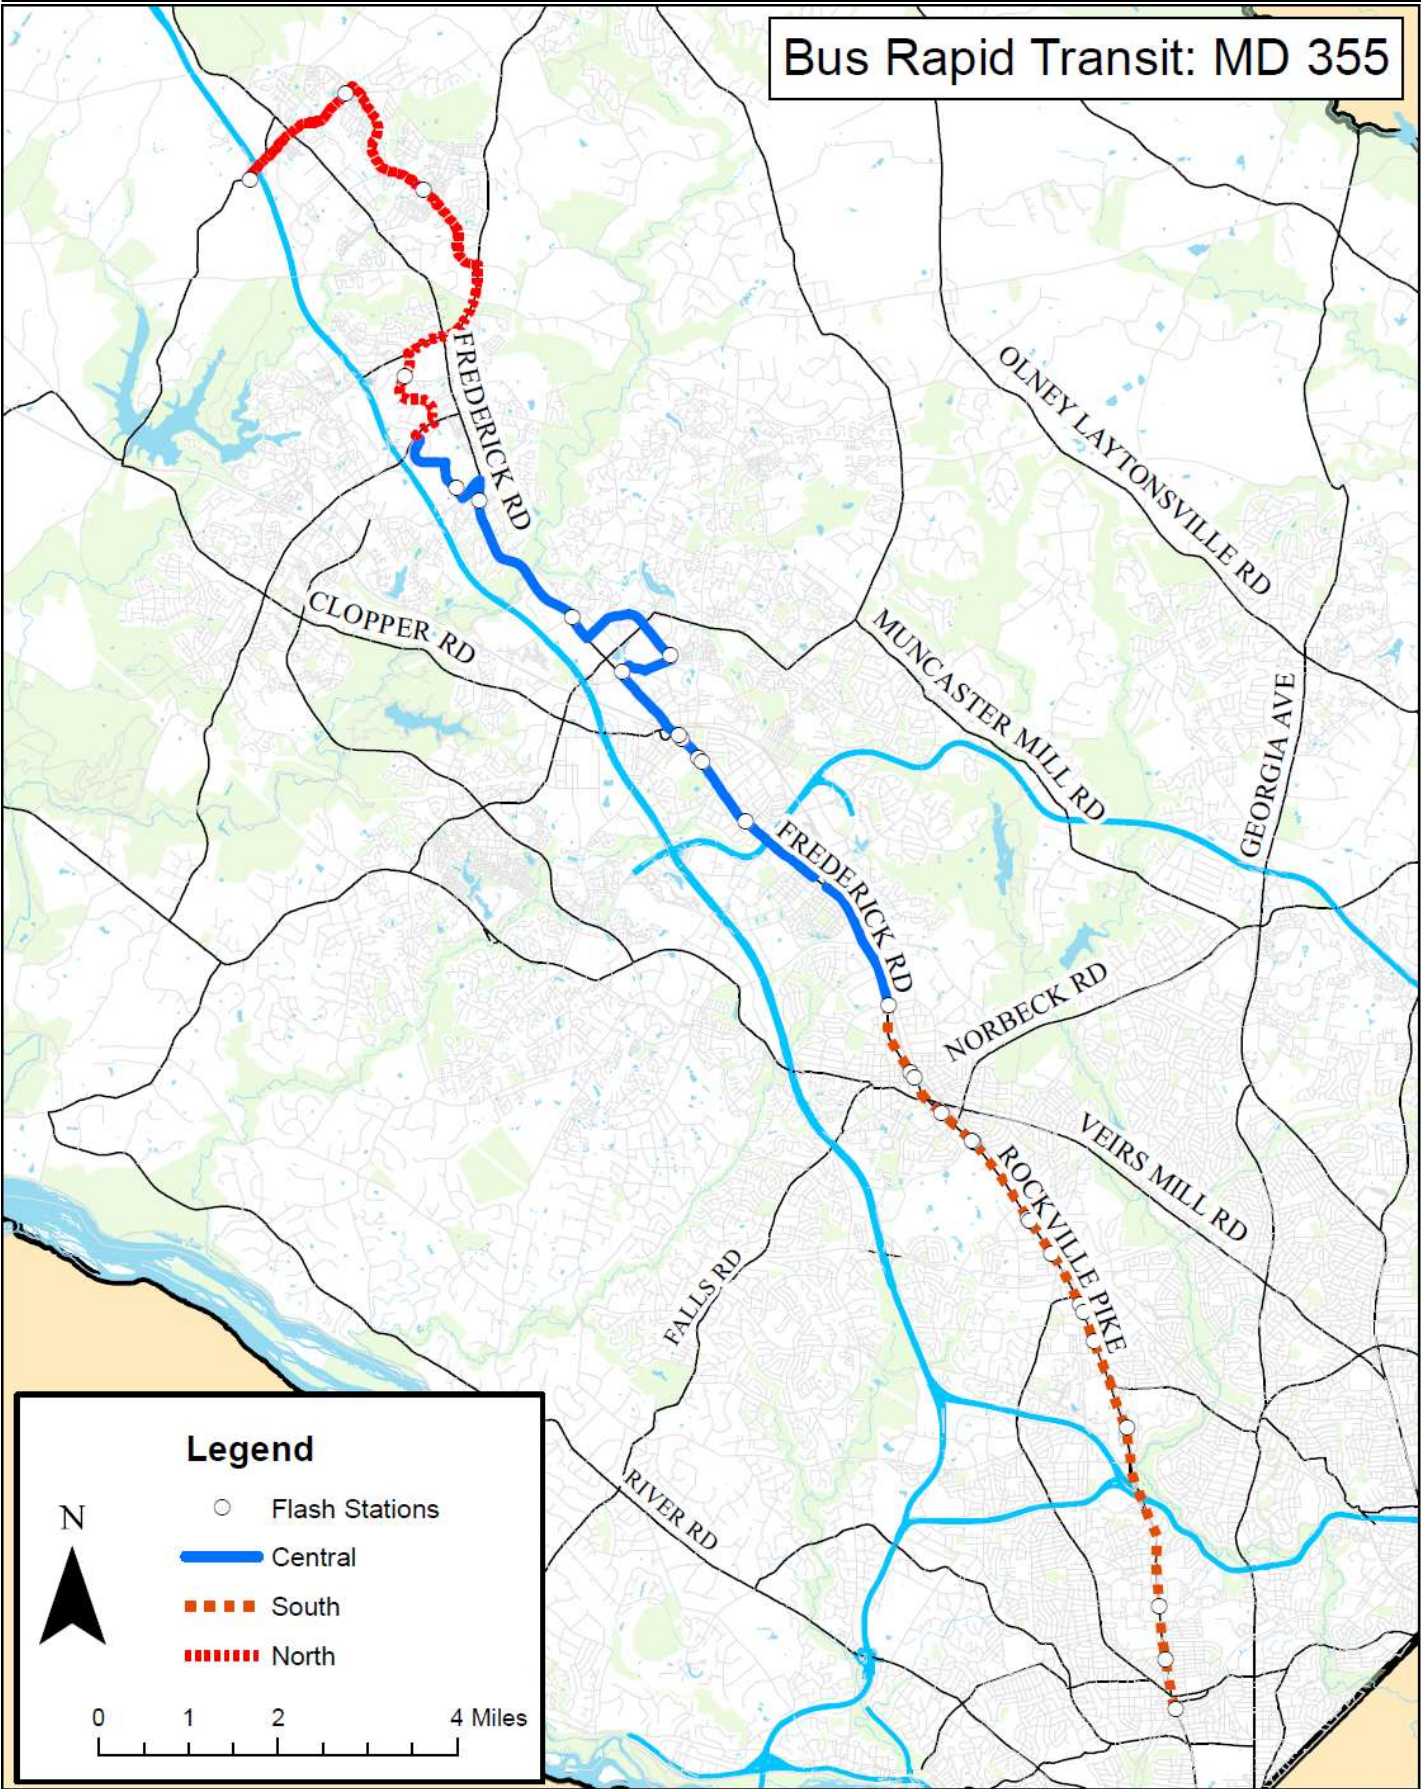 Bus Rapid Transit: MD 355
FREDERICK RD
OLNEY LAYTONSVILLE RD
CLOPPER RD
MUNCASTER MILL RD
GEORGIA AVE
FREDERICK RD
NORBECK RD
VEIRS MILL RD
ROCKVILLE PIKE
FALLS RD
RIVER RD
Legend
N
Flash Stations
Central
South
North
0 1 2 4 Miles